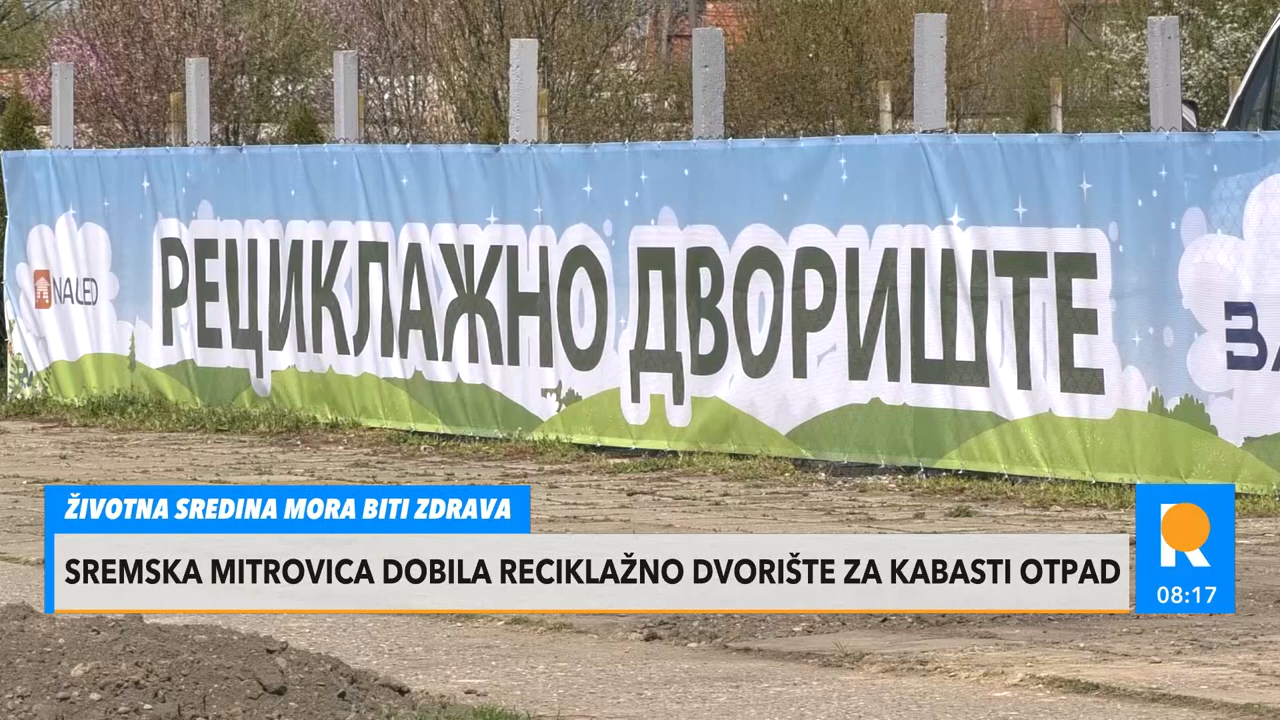 NALED
РЕЦИКЛАЖНО ДВОРИШТЕ
ŽIVOTNA SREDINA MORA BITI ZDRAVA
SREMSKA MITROVICA DOBILA RECIKLAŽNO DVORIŠTE ZA KABASTI OTPAD
R
08:17